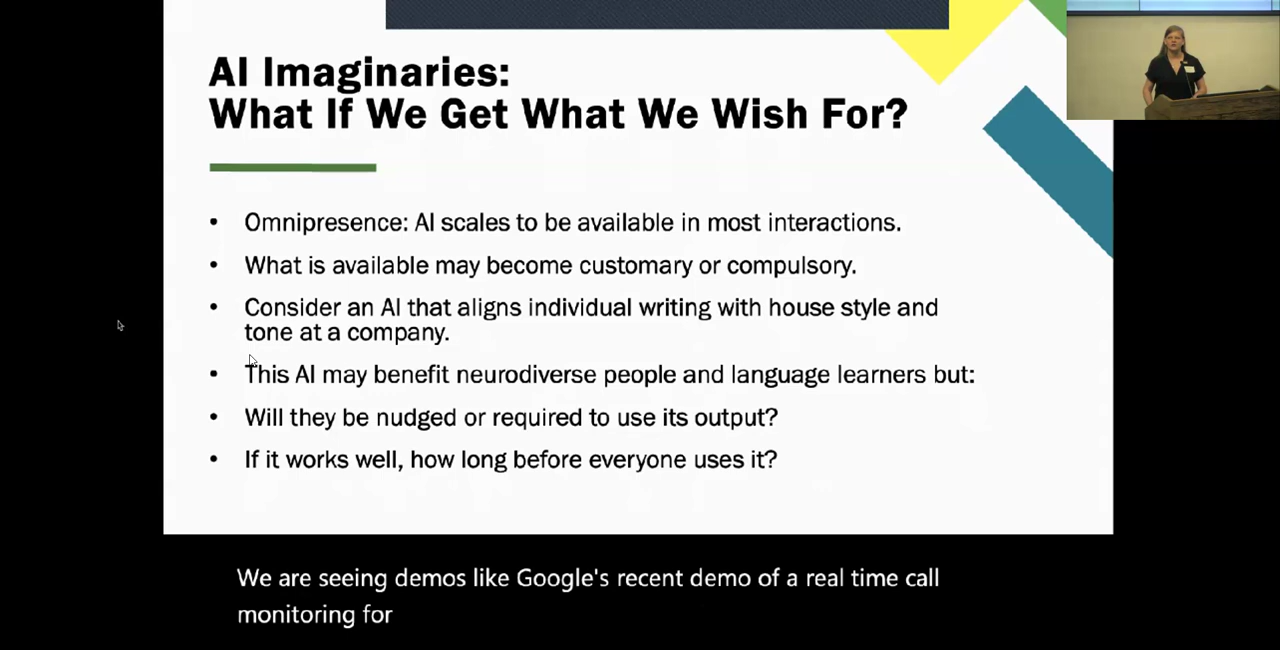 AI Imaginaries:
What If We Get What We Wish For?
• Omnipresence: AI scales to be available in most interactions.
• What is available may become customary or compulsory.
• Consider an AI that aligns individual writing with house style and
tone at a company.
• This AI may benefit neurodiverse people and language learners but:
• Will they be nudged or required to use its output?
• If it works well, how long before everyone uses it?
We are seeing demos like Google's recent demo of a real time call
monitoring for